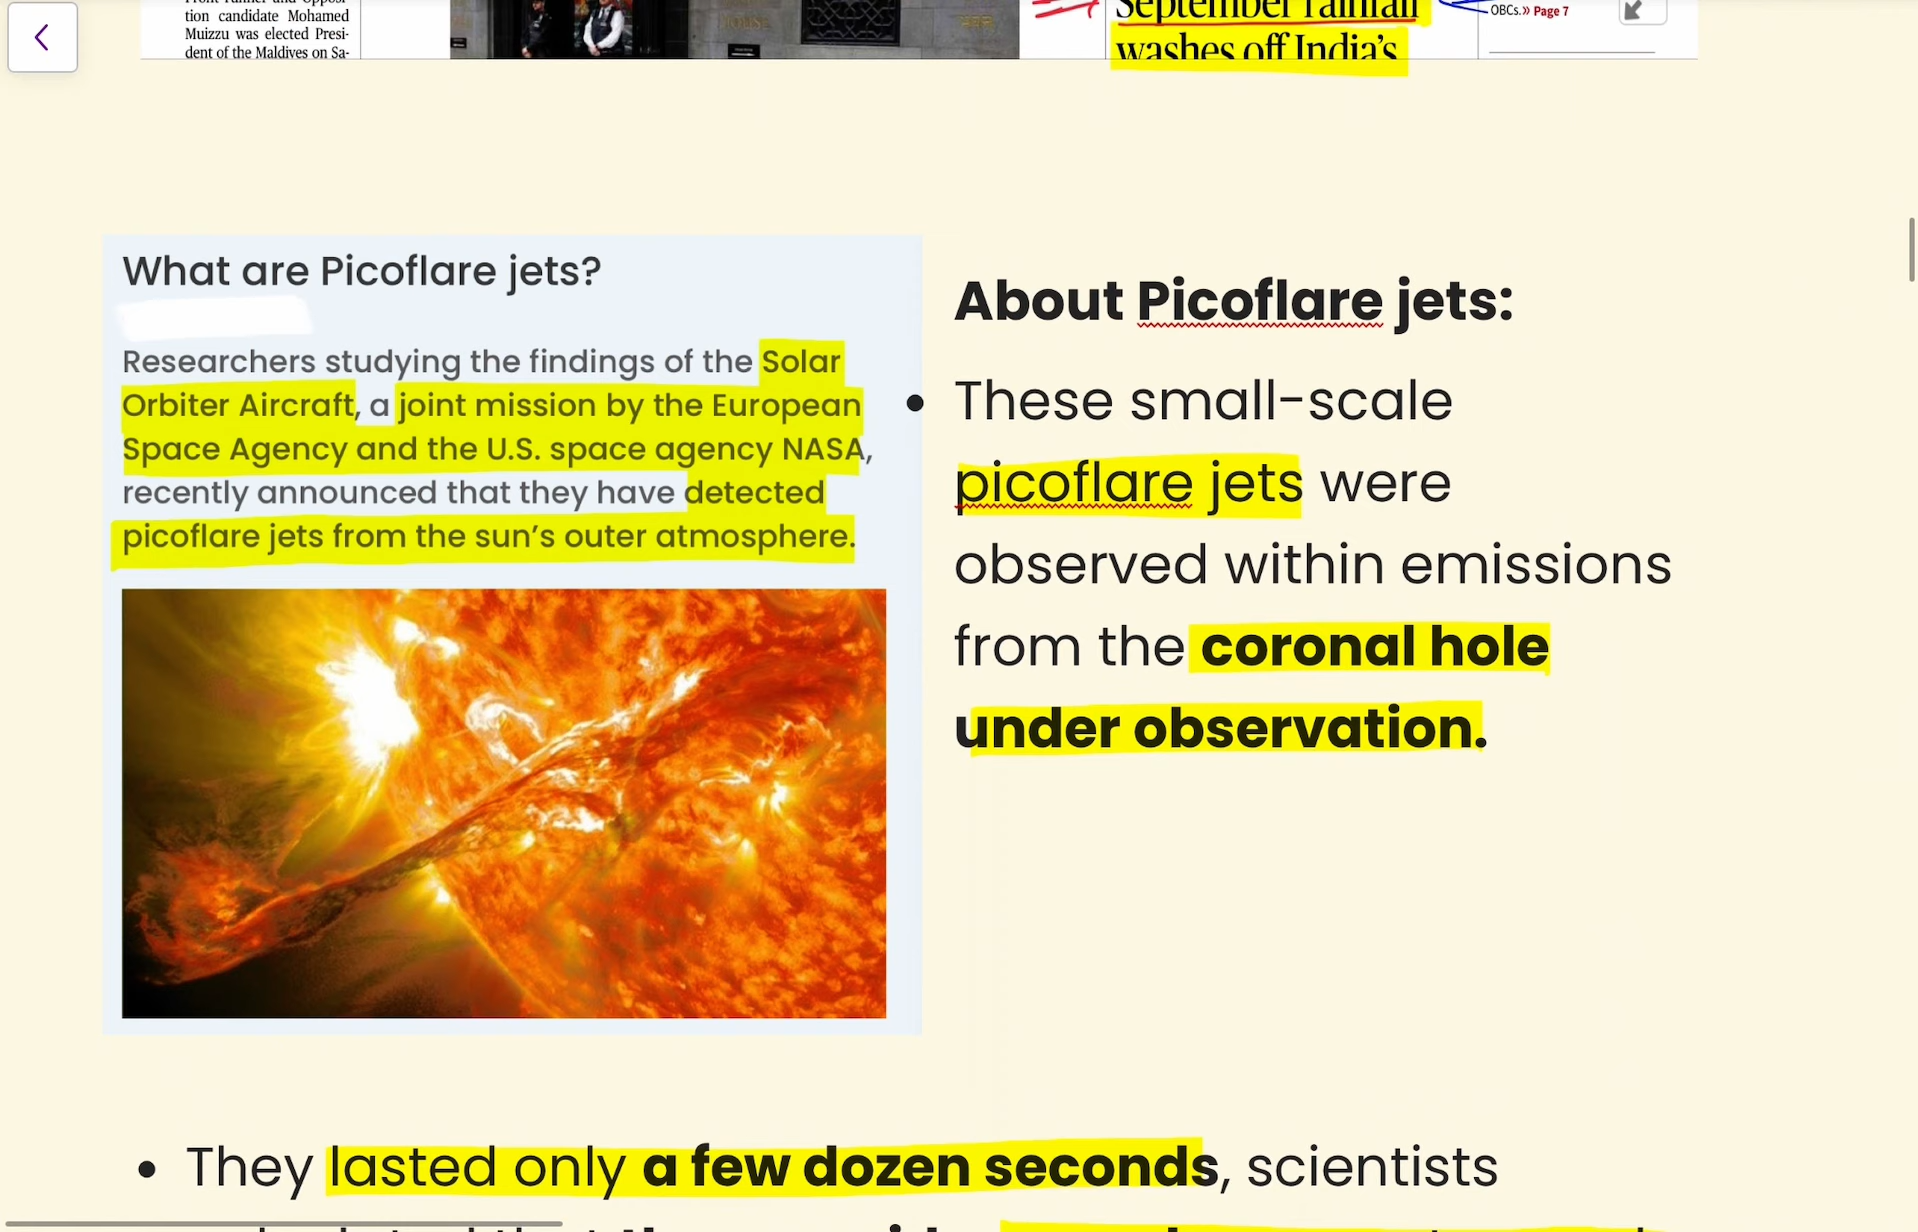 tion candidate Mohamed
Muizzu was elected Presi-
dent of the Maldives on Sa-
HOUSE
September rainfall
washes off India's
OBCs.» Page 7
What are Picoflare jets?
Researchers studying the findings of the Solar
Orbiter Aircraft, a joint mission by the European
Space Agency and the U.S. space agency NASA,
recently announced that they have detected
picoflare jets from the sun's outer atmosphere.
About Picoflare jets:
• These small-scale
picoflare jets were
observed within emissions
from the coronal hole
under observation.
• They lasted only a few dozen seconds, scientists